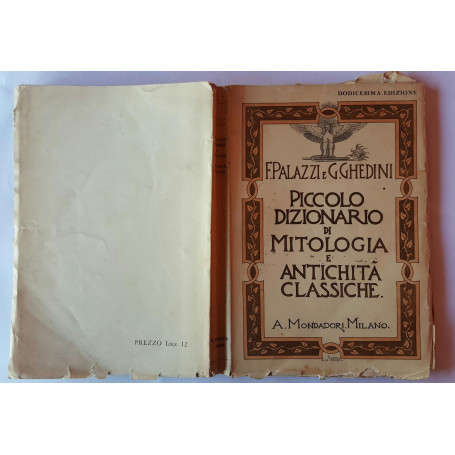 DODICESIMA EDIZIONE
F. PALAZZI E G. GHEDINI
PICCOLO
DIZIONARIO
DI
MITOLOGIA
E
ANTICHITÀ
CLASSICHE.
A. MONDADORI. MILANO.
PREZZO Lire 12